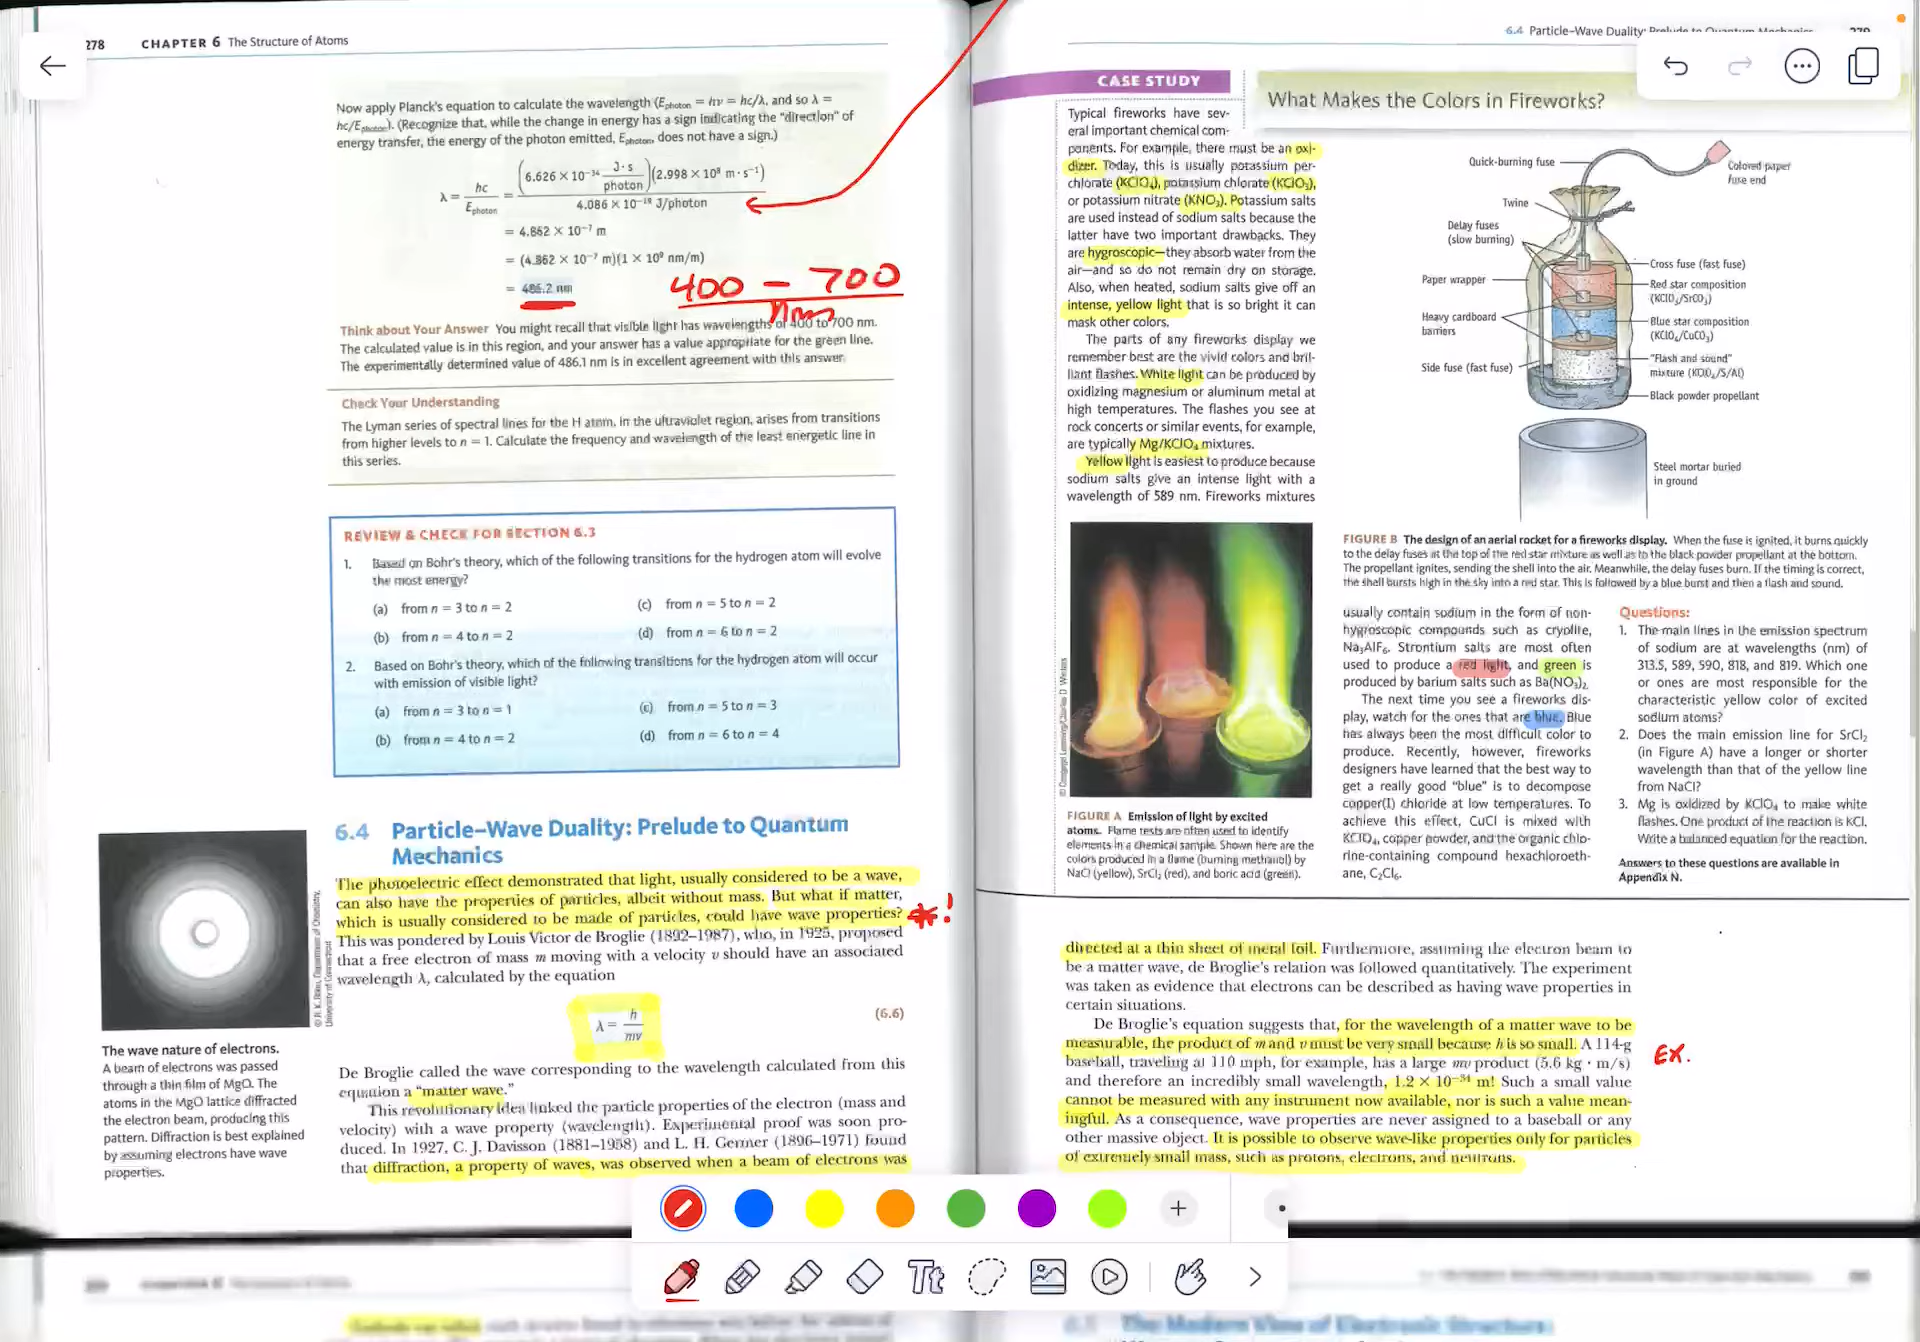 278 CHAPTER 6 The Structure of Atoms
Now apply Planck's equation to calculate the wavelength (Ephoton = hν = hc/λ, and so λ =
hc/Ephoton). (Recognize that, while the change in energy has a sign indicating the "direction" of
energy transfer, the energy of the photon emitted, Ephoton, does not have a sign.)
λ = hc/Ephoton = (6.626 × 10⁻³⁴ J·s/photon)(2.998 × 10⁸ m · s⁻¹) / 4.086 × 10⁻¹⁹ J/photon
= 4.862 × 10⁻⁷ m
= (4.862 × 10⁻⁷ m)(1 × 10⁹ nm/m)
= 486.2 nm
400 – 700
nm
Think about Your Answer You might recall that visible light has wavelengths of 400 to 700 nm.
The calculated value is in this region, and your answer has a value appropriate for the green line.
The experimentally determined value of 486.1 nm is in excellent agreement with this answer.
Check Your Understanding
The Lyman series of spectral lines for the H atom, in the ultraviolet region, arises from transitions
from higher levels to n = 1. Calculate the frequency and wavelength of the least energetic line in
this series.
REVIEW & CHECK FOR SECTION 6.3
1. Based on Bohr's theory, which of the following transitions for the hydrogen atom will evolve
the most energy?
(a) from n = 3 to n = 2 (c) from n = 5 to n = 2
(b) from n = 4 to n = 2 (d) from n = 6 to n = 2
2. Based on Bohr's theory, which of the following transitions for the hydrogen atom will occur
with emission of visible light?
(a) from n = 3 to n = 1 (c) from n = 5 to n = 3
(b) from n = 4 to n = 2 (d) from n = 6 to n = 4
6.4 Particle–Wave Duality: Prelude to Quantum
Mechanics
The photoelectric effect demonstrated that light, usually considered to be a wave,
can also have the properties of particles, albeit without mass. But what if matter,
which is usually considered to be made of particles, could have wave properties? *!
This was pondered by Louis Victor de Broglie (1892–1987), who, in 1925, proposed
that a free electron of mass m moving with a velocity v should have an associated
wavelength λ, calculated by the equation
λ = h/mv (6.6)
De Broglie called the wave corresponding to the wavelength calculated from this
equation a "matter wave."
This revolutionary idea linked the particle properties of the electron (mass and
velocity) with a wave property (wavelength). Experimental proof was soon pro-
duced. In 1927, C. J. Davisson (1881–1958) and L. H. Germer (1896–1971) found
that diffraction, a property of waves, was observed when a beam of electrons was
University of Connecticut
The wave nature of electrons.
A beam of electrons was passed
through a thin film of MgO. The
atoms in the MgO lattice diffracted
the electron beam, producing this
pattern. Diffraction is best explained
by assuming electrons have wave
properties.
6.4 Particle–Wave Duality: Prelude to Quantum Mechanics 279
CASE STUDY
What Makes the Colors in Fireworks?
Typical fireworks have sev-
eral important chemical com-
ponents. For example, there must be an oxi-
dizer. Today, this is usually potassium per-
chlorate (KClO₄), potassium chlorate (KClO₃),
or potassium nitrate (KNO₃). Potassium salts
are used instead of sodium salts because the
latter have two important drawbacks. They
are hygroscopic—they absorb water from the
air—and so do not remain dry on storage.
Also, when heated, sodium salts give off an
intense, yellow light that is so bright it can
mask other colors.
The parts of any fireworks display we
remember best are the vivid colors and bril-
liant flashes. White light can be produced by
oxidizing magnesium or aluminum metal at
high temperatures. The flashes you see at
rock concerts or similar events, for example,
are typically Mg/KClO₄ mixtures.
Yellow light is easiest to produce because
sodium salts give an intense light with a
wavelength of 589 nm. Fireworks mixtures
Quick-burning fuse
Colored paper
fuse end
Twine
Delay fuses
(slow burning)
Cross fuse (fast fuse)
Paper wrapper
Red star composition
(KClO₃/SrCO₃)
Heavy cardboard
barriers
Blue star composition
(KClO₄/CuCO₃)
Side fuse (fast fuse)
"Flash and sound"
mixture (KClO₄/S/Al)
Black powder propellant
Steel mortar buried
in ground
FIGURE B The design of an aerial rocket for a fireworks display. When the fuse is ignited, it burns quickly
to the delay fuses at the top of the red star mixture as well as to the black powder propellant at the bottom.
The propellant ignites, sending the shell into the air. Meanwhile, the delay fuses burn. If the timing is correct,
the shell bursts high in the sky into a red star. This is followed by a blue burst and then a flash and sound.
© Cengage Learning/Charles D. Winters
FIGURE A Emission of light by excited
atoms. Flame tests are often used to identify
elements in a chemical sample. Shown here are the
colors produced in a flame (burning methanol) by
NaCl (yellow), SrCl₂ (red), and boric acid (green).
usually contain sodium in the form of non-
hygroscopic compounds such as cryolite,
Na₃AlF₆. Strontium salts are most often
used to produce a red light, and green is
produced by barium salts such as Ba(NO₃)₂.
The next time you see a fireworks dis-
play, watch for the ones that are blue. Blue
has always been the most difficult color to
produce. Recently, however, fireworks
designers have learned that the best way to
get a really good "blue" is to decompose
copper(I) chloride at low temperatures. To
achieve this effect, CuCl is mixed with
KClO₄, copper powder, and the organic chlo-
rine-containing compound hexachloroeth-
ane, C₂Cl₆.
Questions:
1. The main lines in the emission spectrum
of sodium are at wavelengths (nm) of
313.5, 589, 590, 818, and 819. Which one
or ones are most responsible for the
characteristic yellow color of excited
sodium atoms?
2. Does the main emission line for SrCl₂
(in Figure A) have a longer or shorter
wavelength than that of the yellow line
from NaCl?
3. Mg is oxidized by KClO₄ to make white
flashes. One product of the reaction is KCl.
Write a balanced equation for the reaction.
Answers to these questions are available in
Appendix N.
directed at a thin sheet of metal foil. Furthermore, assuming the electron beam to
be a matter wave, de Broglie's relation was followed quantitatively. The experiment
was taken as evidence that electrons can be described as having wave properties in
certain situations.
De Broglie's equation suggests that, for the wavelength of a matter wave to be
measurable, the product of m and v must be very small because h is so small. A 114-g
baseball, traveling at 110 mph, for example, has a large mv product (5.6 kg · m/s)
and therefore an incredibly small wavelength, 1.2 × 10⁻³⁴ m! Such a small value
cannot be measured with any instrument now available, nor is such a value mean-
ingful. As a consequence, wave properties are never assigned to a baseball or any
other massive object. It is possible to observe wave-like properties only for particles
of extremely small mass, such as protons, electrons, and neutrons.
Ex.
Tt
6.5 The Modern View of Electronic Structure: